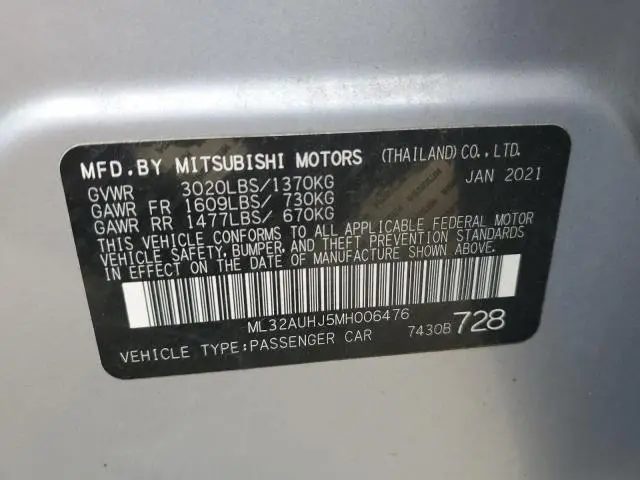 MFD.BY MITSUBISHI MOTORS (THAILAND)CO.,LTD.
GVWR 3020LBS/1370KG JAN 2021
GAWR FR 1609LBS/ 730KG
GAWR RR 1477LBS/ 670KG
THIS VEHICLE CONFORMS TO ALL APPLICABLE FEDERAL MOTOR
VEHICLE SAFETY, BUMPER, AND THEFT PREVENTION STANDARDS
IN EFFECT ON THE DATE OF MANUFACTURE SHOWN ABOVE.
ML32AUHJ5MH006476
VEHICLE TYPE:PASSENGER CAR 7430B 728